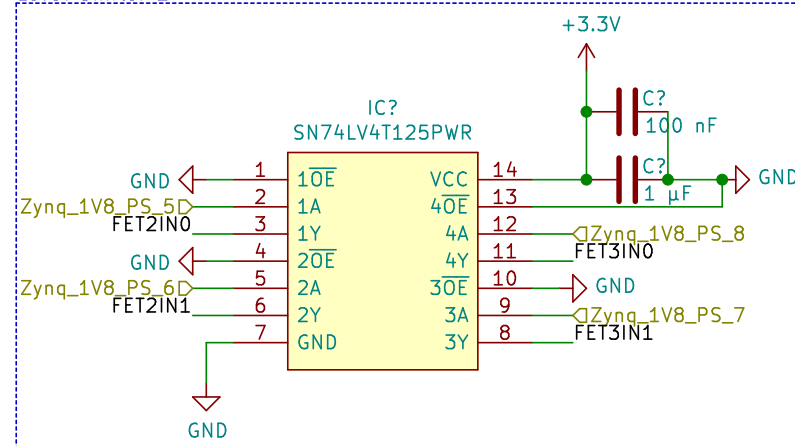 +3.3V
IC?
SN74LV4T125PWR
C?
100 nF
C?
1 µF
GND
GND 1 1OE VCC 14
Zynq_1V8_PS_5 2 1A 4OE 13
FET2IN0 3 1Y 4A 12 Zynq_1V8_PS_8
GND 4 2OE 4Y 11 FET3IN0
Zynq_1V8_PS_6 5 2A 3OE 10 GND
FET2IN1 6 2Y 3A 9 Zynq_1V8_PS_7
7 GND 3Y 8 FET3IN1
GND